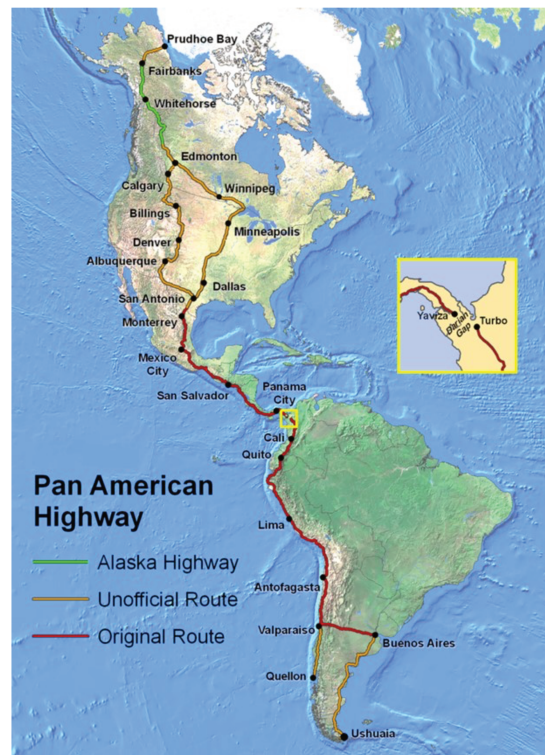 Prudhoe Bay
Fairbanks
Whitehorse
Edmonton
Calgary
Winnipeg
Billings
Minneapolis
Denver
Albuquerque
Dallas
San Antonio
Monterrey
Mexico
City
San Salvador
Panama
City
Yaviza
Darian
Gap
Turbo
Cali
Quito
Lima
Antofagasta
Valparaiso
Buenos Aires
Quellon
Ushuaia
Pan American
Highway
Alaska Highway
Unofficial Route
Original Route